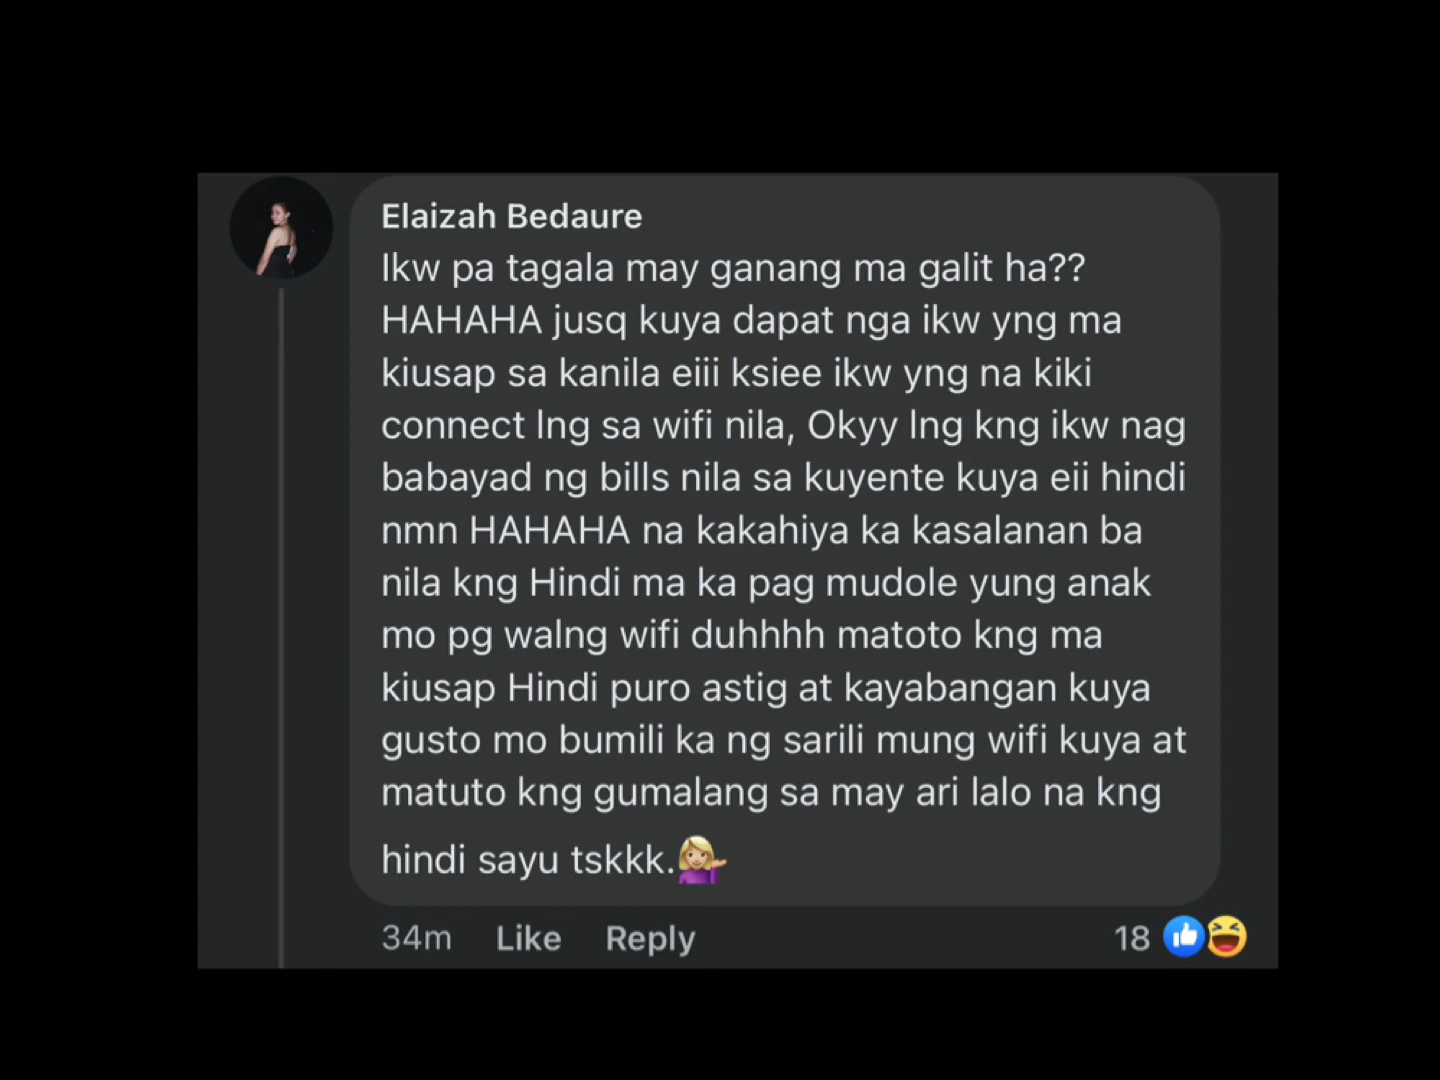 Elaizah Bedaure
Ikw pa tagala may ganang ma galit ha??
HAHAHA jusq kuya dapat nga ikw yng ma
kiusap sa kanila eiii ksiee ikw yng na kiki
connect lng sa wifi nila, Okyy lng kng ikw nag
babayad ng bills nila sa kuyente kuya eii hindi
nmn HAHAHA na kakahiya ka kasalanan ba
nila kng Hindi ma ka pag mudole yung anak
mo pg walng wifi duhhhh matoto kng ma
kiusap Hindi puro astig at kayabangan kuya
gusto mo bumili ka ng sarili mung wifi kuya at
matuto kng gumalang sa may ari lalo na kng
hindi sayu tskkk.💁🏼‍♀️
34m Like Reply 18